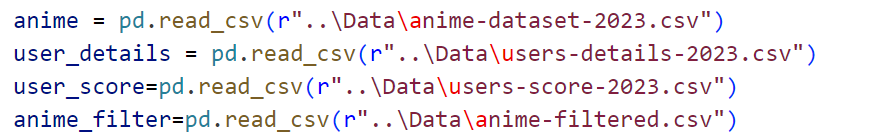 anime = pd.read_csv(r"..\Data\anime-dataset-2023.csv")
user_details = pd.read_csv(r"..\Data\users-details-2023.csv")
user_score=pd.read_csv(r"..\Data\users-score-2023.csv")
anime_filter=pd.read_csv(r"..\Data\anime-filtered.csv")